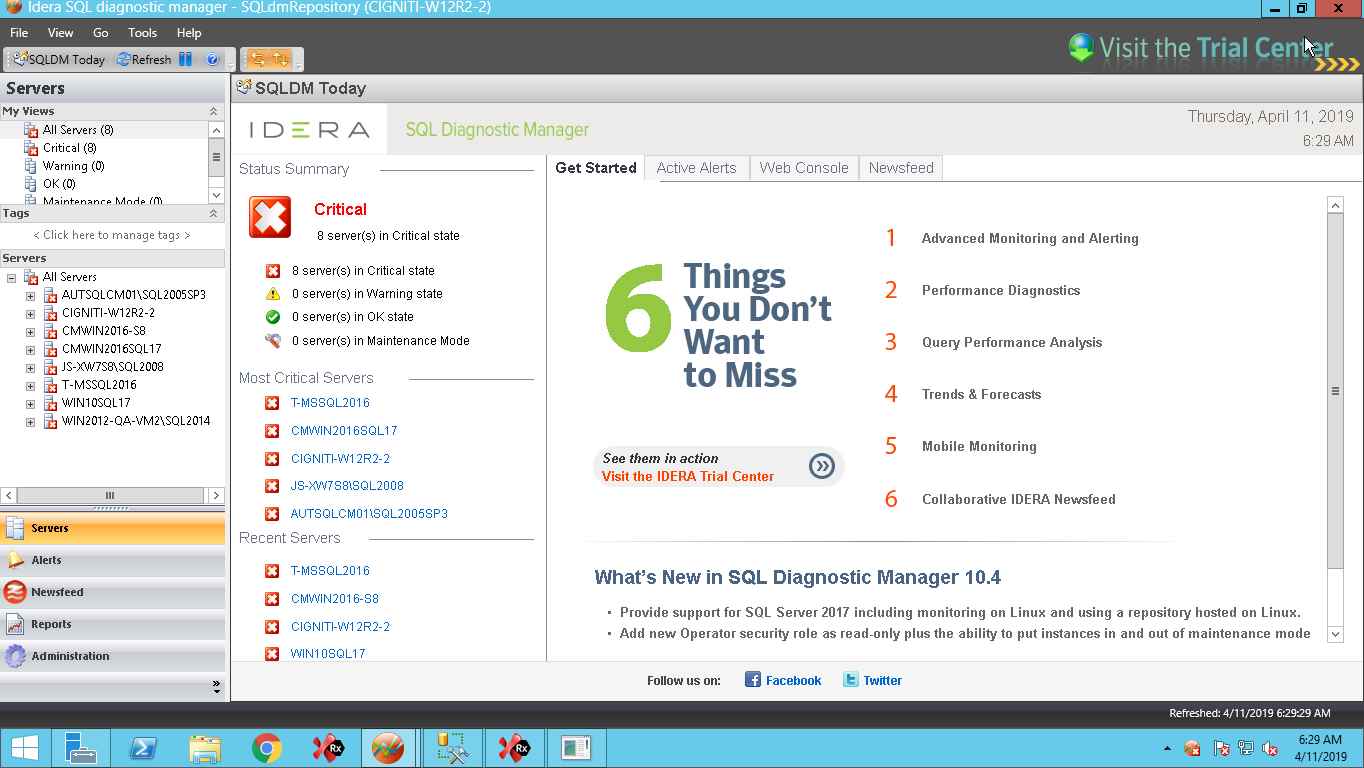 Idera SQL diagnostic manager - SQLdmRepository (CIGNITI-W12R2-2)
File View Go Tools Help
SQLDM Today Refresh
Visit the Trial Center
Servers
My Views
All Servers (8)
Critical (8)
Warning (0)
OK (0)
Maintenance Mode (0)
Tags
< Click here to manage tags >
Servers
All Servers
AUTSQLCM01\SQL2005SP3
CIGNITI-W12R2-2
CMWIN2016-S8
CMWIN2016SQL17
JS-XW7S8\SQL2008
T-MSSQL2016
WIN10SQL17
WIN2012-QA-VM2\SQL2014
Servers
Alerts
Newsfeed
Reports
Administration
SQLDM Today
IDERA SQL Diagnostic Manager
Thursday, April 11, 2019
6:29 AM
Status Summary
Critical
8 server(s) in Critical state
8 server(s) in Critical state
0 server(s) in Warning state
0 server(s) in OK state
0 server(s) in Maintenance Mode
Most Critical Servers
T-MSSQL2016
CMWIN2016SQL17
CIGNITI-W12R2-2
JS-XW7S8\SQL2008
AUTSQLCM01\SQL2005SP3
Recent Servers
T-MSSQL2016
CMWIN2016-S8
CIGNITI-W12R2-2
WIN10SQL17
Get Started Active Alerts Web Console Newsfeed
6 Things
You Don't
Want
to Miss
See them in action
Visit the IDERA Trial Center
1 Advanced Monitoring and Alerting
2 Performance Diagnostics
3 Query Performance Analysis
4 Trends & Forecasts
5 Mobile Monitoring
6 Collaborative IDERA Newsfeed
What's New in SQL Diagnostic Manager 10.4
• Provide support for SQL Server 2017 including monitoring on Linux and using a repository hosted on Linux.
• Add new Operator security role as read-only plus the ability to put instances in and out of maintenance mode
Follow us on: Facebook Twitter
Refreshed: 4/11/2019 6:29:29 AM
Rx
Rx
6:29 AM
4/11/2019